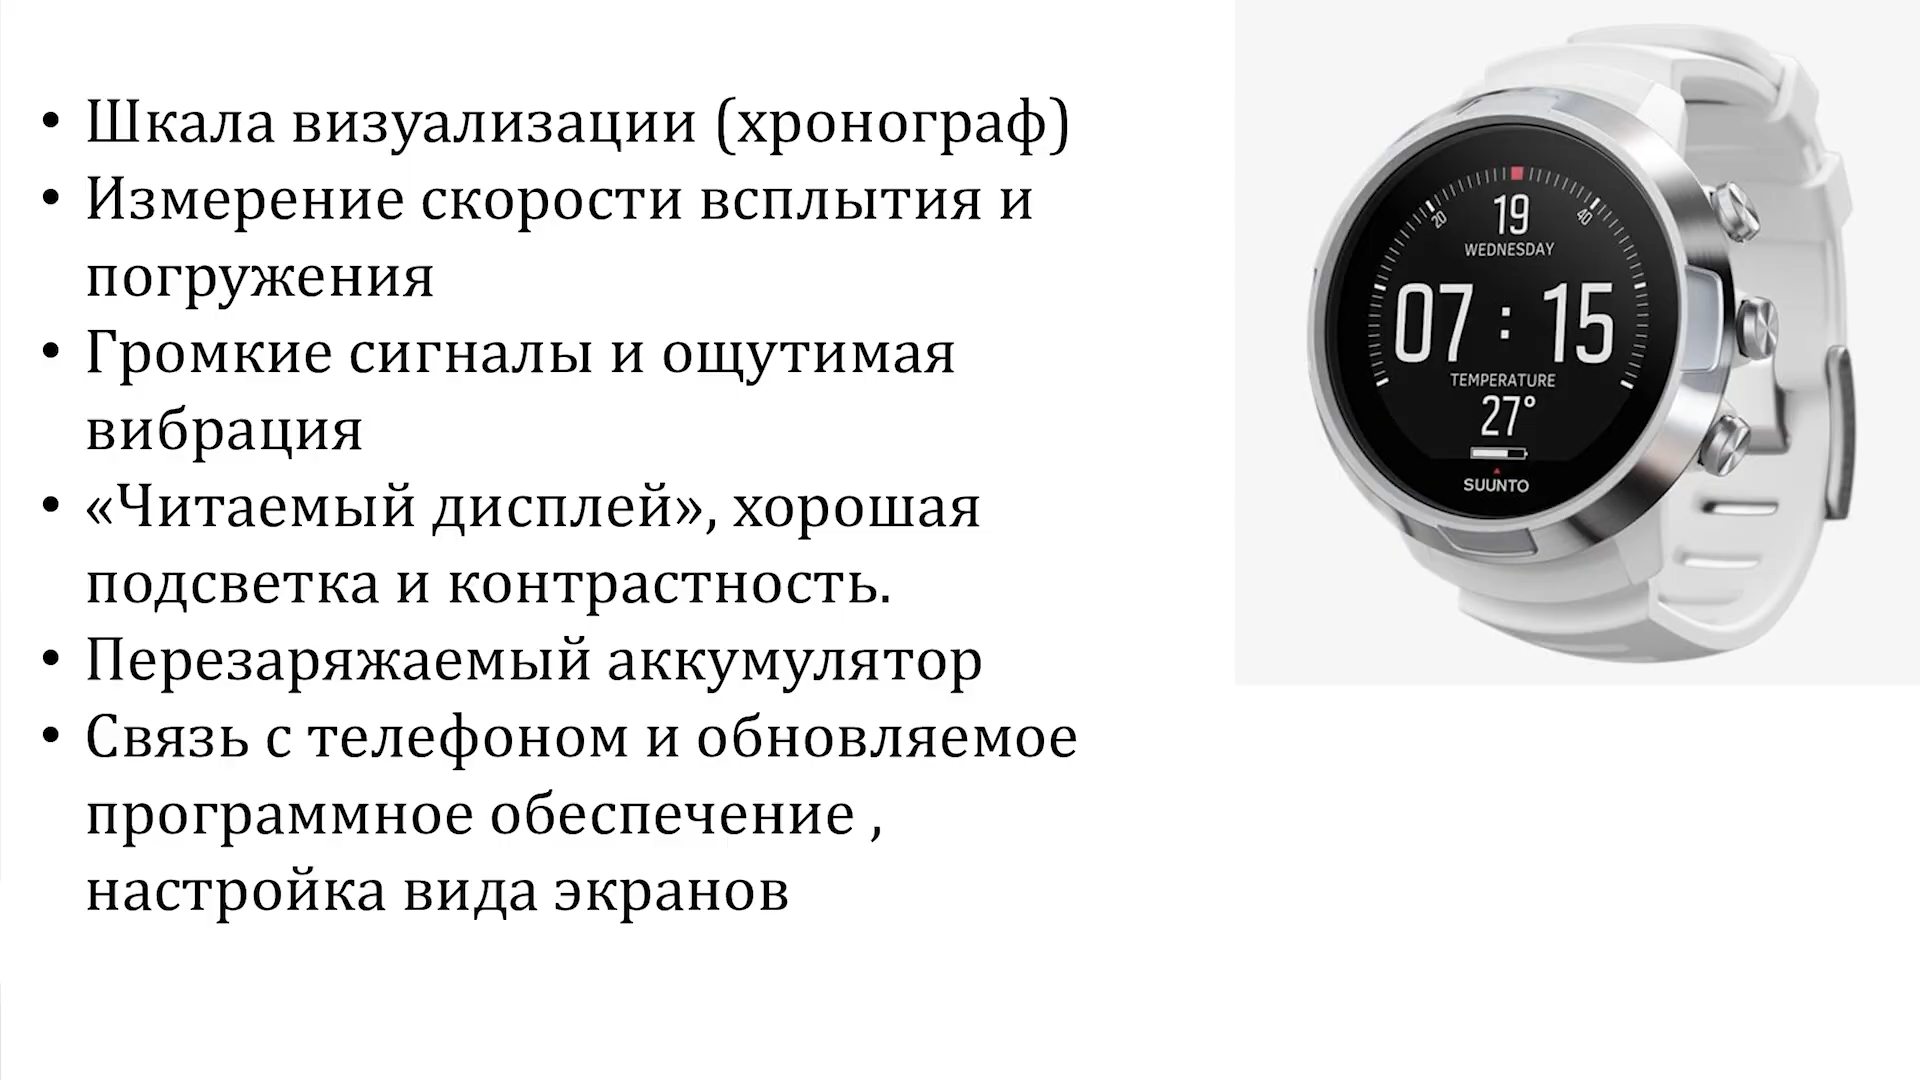 • Шкала визуализации (хронограф)
• Измерение скорости всплытия и
погружения
• Громкие сигналы и ощутимая
вибрация
• «Читаемый дисплей», хорошая
подсветка и контрастность.
• Перезаряжаемый аккумулятор
• Связь с телефоном и обновляемое
программное обеспечение ,
настройка вида экранов
20
40
19
WEDNESDAY
07 : 15
TEMPERATURE
27°
SUUNTO